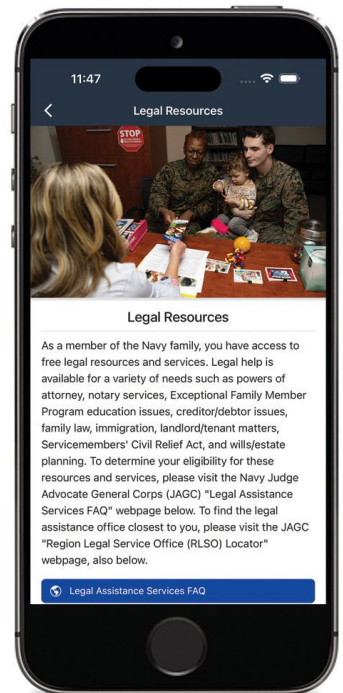 11:47
Legal Resources
STOP
Legal Resources
As a member of the Navy family, you have access to
free legal resources and services. Legal help is
available for a variety of needs such as powers of
attorney, notary services, Exceptional Family Member
Program education issues, creditor/debtor issues,
family law, immigration, landlord/tenant matters,
Servicemembers' Civil Relief Act, and wills/estate
planning. To determine your eligibility for these
resources and services, please visit the Navy Judge
Advocate General Corps (JAGC) "Legal Assistance
Services FAQ" webpage below. To find the legal
assistance office closest to you, please visit the JAGC
"Region Legal Service Office (RLSO) Locator"
webpage, also below.
Legal Assistance Services FAQ